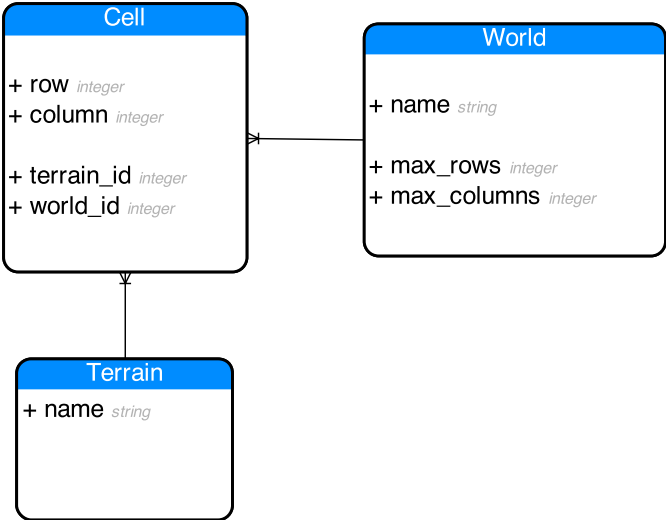 Cell
+ row integer
+ column integer
+ terrain_id integer
+ world_id integer
World
+ name string
+ max_rows integer
+ max_columns integer
Terrain
+ name string